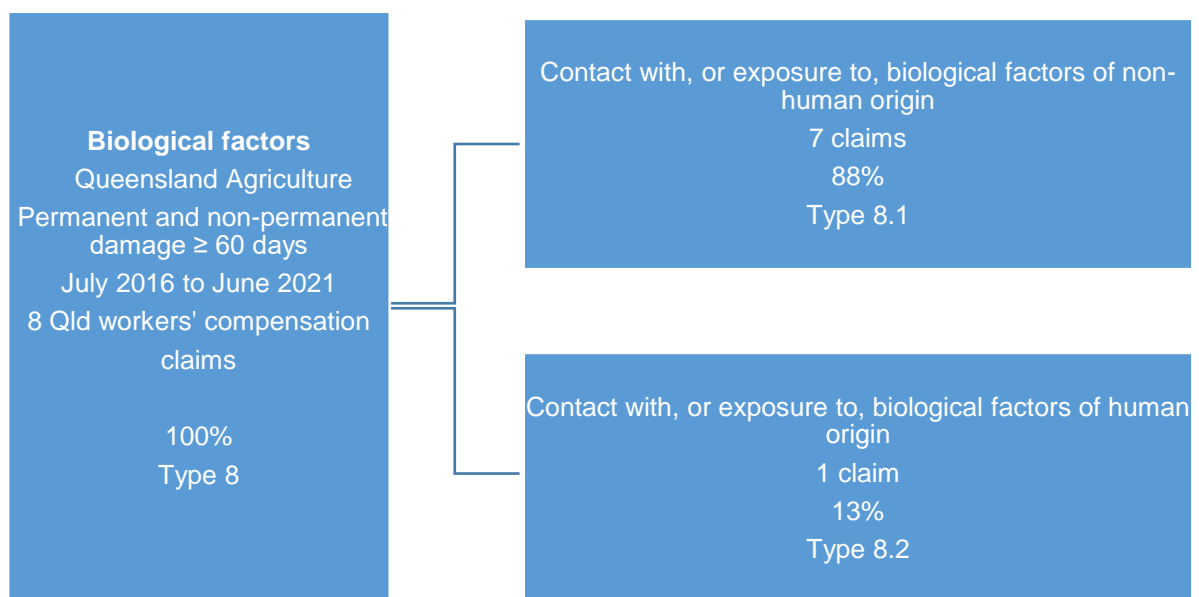 Biological factors
Queensland Agriculture
Permanent and non-permanent
damage ≥ 60 days
July 2016 to June 2021
8 Qld workers' compensation
claims
100%
Type 8
Contact with, or exposure to, biological factors of non-
human origin
7 claims
88%
Type 8.1
Contact with, or exposure to, biological factors of human
origin
1 claim
13%
Type 8.2